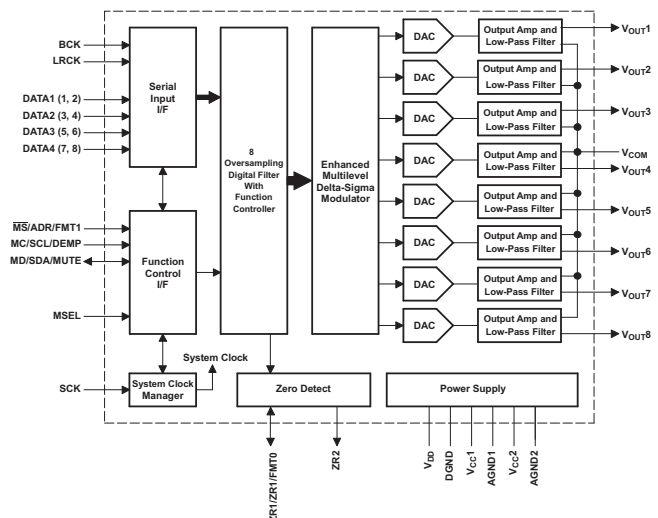 BCK
LRCK
DATA1 (1, 2)
DATA2 (3, 4)
DATA3 (5, 6)
DATA4 (7, 8)
MS/ADR/FMT1
MC/SCL/DEMP
MD/SDA/MUTE
MSEL
SCK
Serial
Input
I/F
Function
Control
I/F
System Clock
System Clock
Manager
8
Oversampling
Digital Filter
With
Function
Controller
Enhanced
Multilevel
Delta-Sigma
Modulator
Zero Detect
Power Supply
DAC
Output Amp and
Low-Pass Filter
VOUT1
DAC
Output Amp and
Low-Pass Filter
VOUT2
DAC
Output Amp and
Low-Pass Filter
VOUT3
DAC
Output Amp and
Low-Pass Filter
VCOM
VOUT4
DAC
Output Amp and
Low-Pass Filter
VOUT5
DAC
Output Amp and
Low-Pass Filter
VOUT6
DAC
Output Amp and
Low-Pass Filter
VOUT7
DAC
Output Amp and
Low-Pass Filter
VOUT8
ZR1/ZR1/FMT0
ZR2
VDD
DGND
VCC1
AGND1
VCC2
AGND2